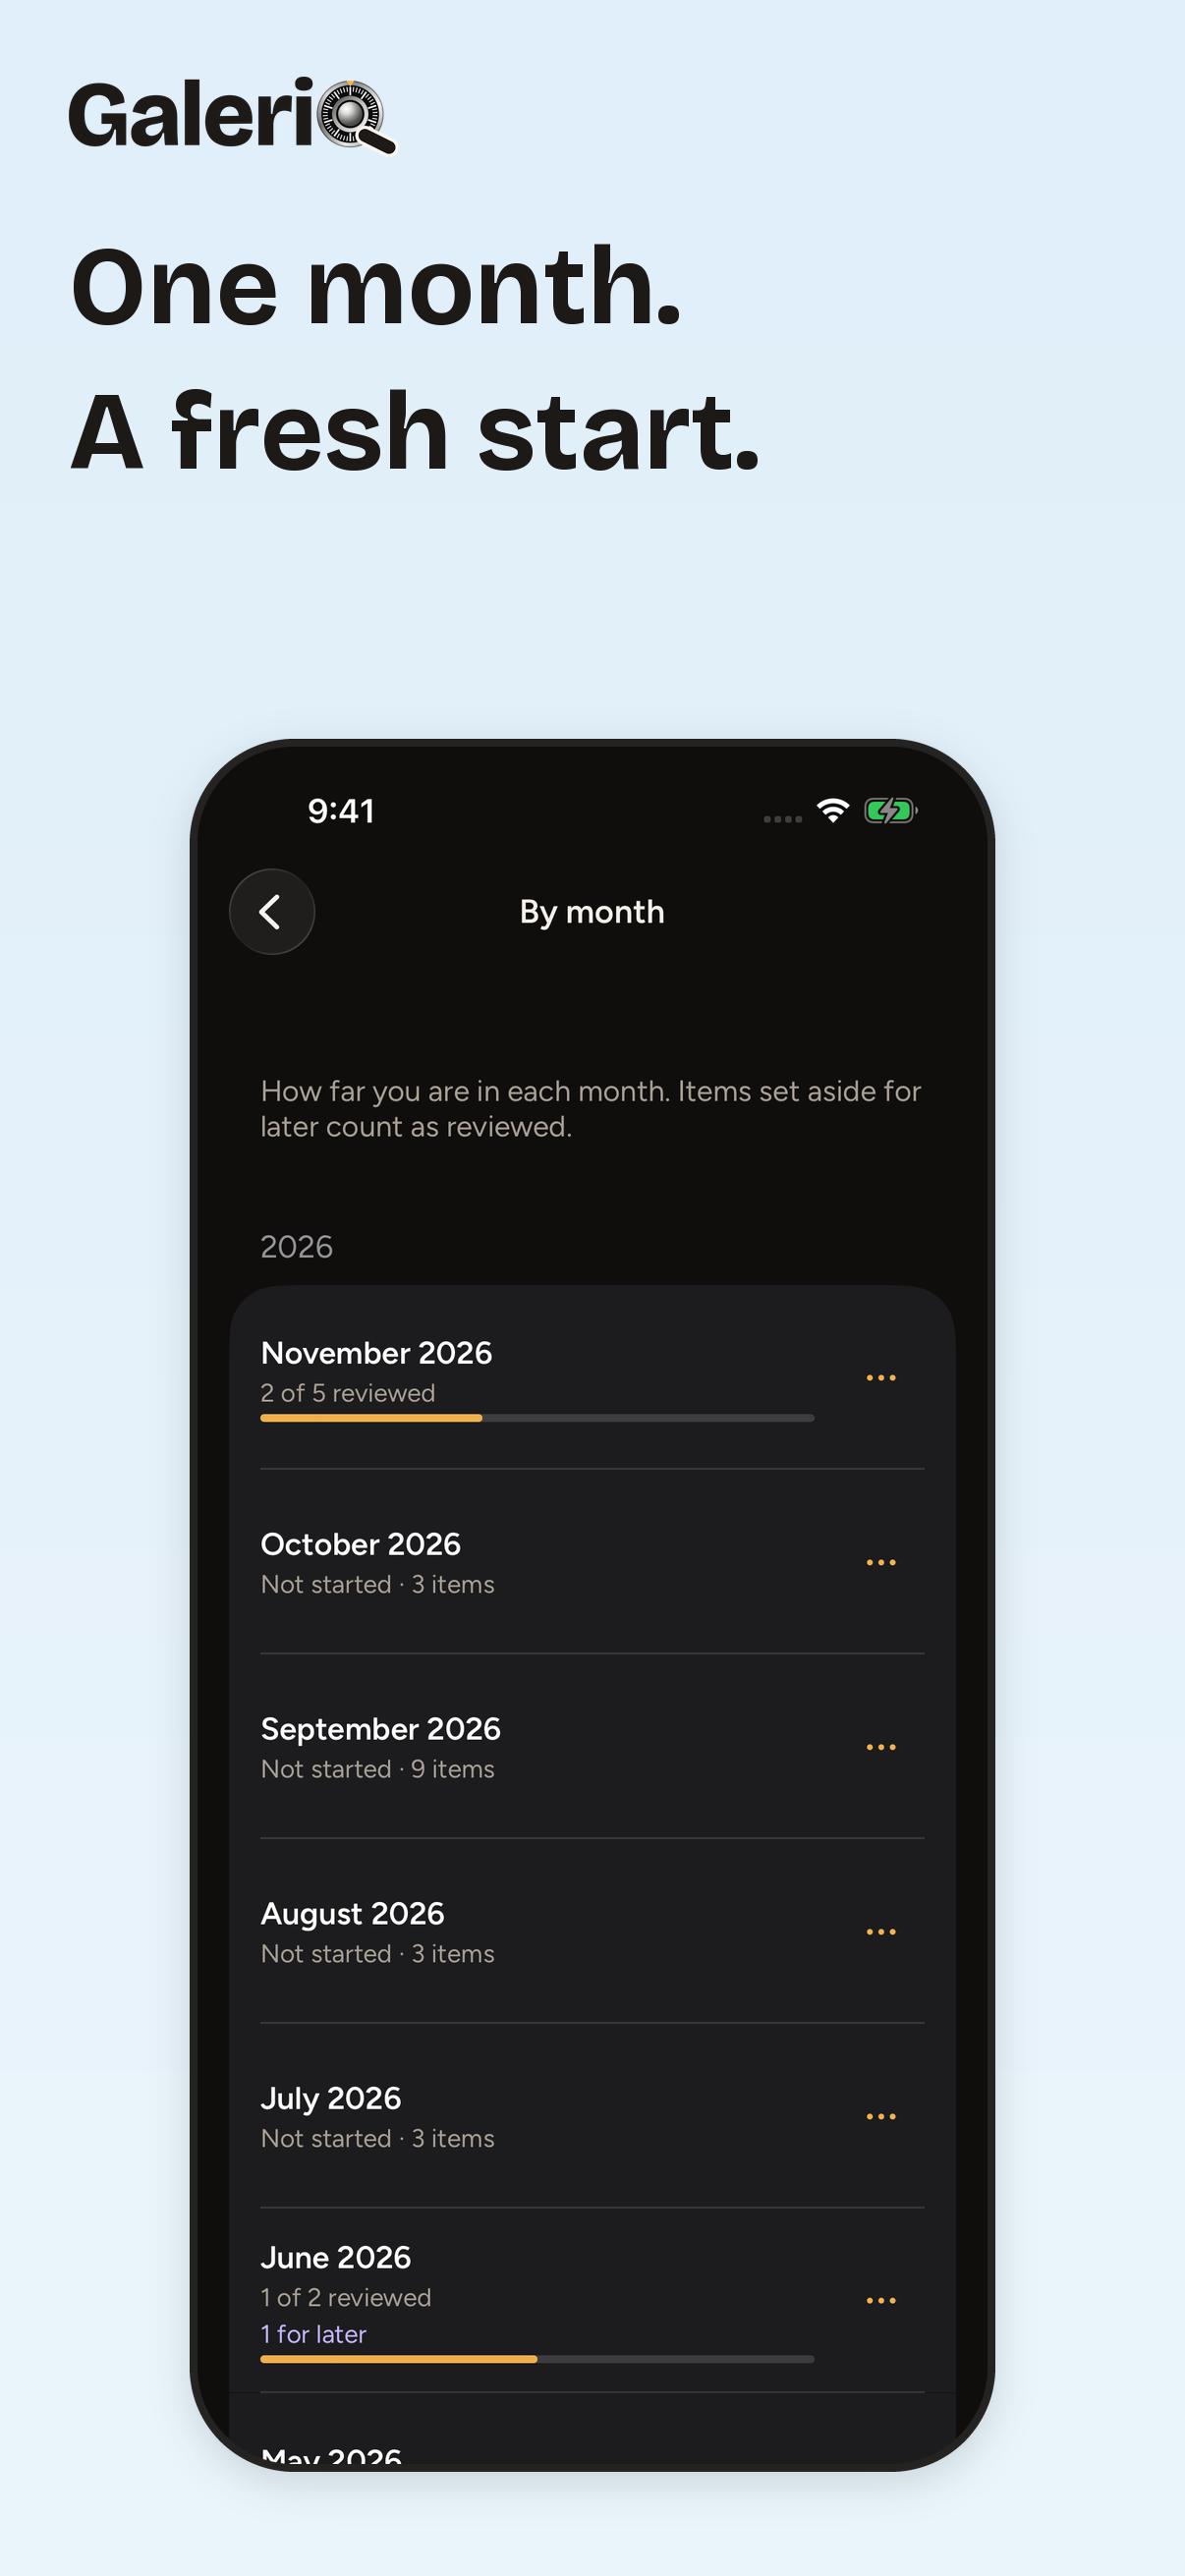 GaleriQ
One month.
A fresh start.
9:41
By month
How far you are in each month. Items set aside for
later count as reviewed.
2026
November 2026
2 of 5 reviewed
October 2026
Not started · 3 items
September 2026
Not started · 9 items
August 2026
Not started · 3 items
July 2026
Not started · 3 items
June 2026
1 of 2 reviewed
1 for later
May 2026